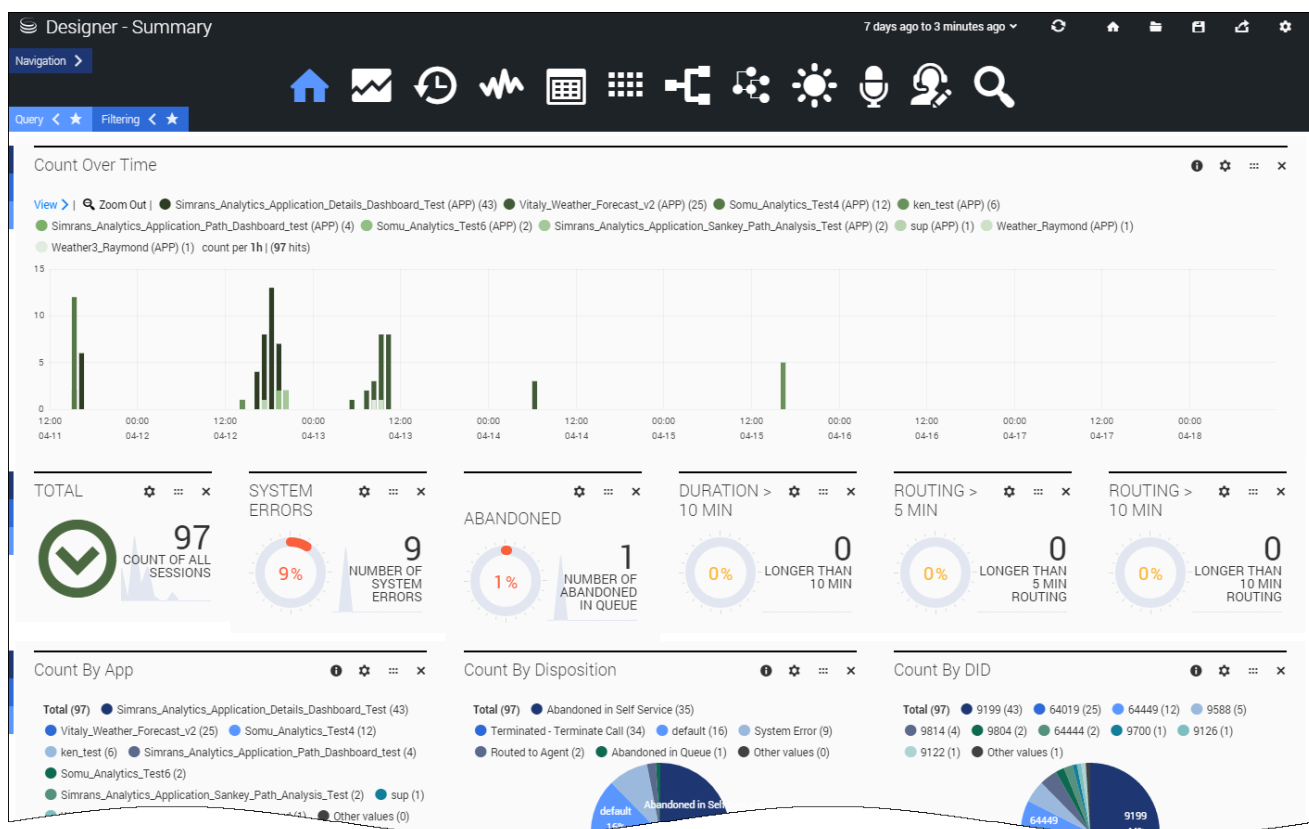 Designer - Summary
7 days ago to 3 minutes ago
Navigation
Query
Filtering
Count Over Time
View | Zoom Out | Simrans_Analytics_Application_Details_Dashboard_Test (APP) (43) Vitaly_Weather_Forecast_v2 (APP) (25) Somu_Analytics_Test4 (APP) (12) ken_test (APP) (6)
Simrans_Analytics_Application_Path_Dashboard_test (APP) (4) Somu_Analytics_Test6 (APP) (2) Simrans_Analytics_Application_Sankey_Path_Analysis_Test (APP) (2) sup (APP) (1) Weather_Raymond (APP) (1)
Weather3_Raymond (APP) (1) count per 1h | (97 hits)
15
10
5
0
12:00 00:00 12:00 00:00 12:00 00:00 12:00 00:00 12:00 00:00 12:00 00:00 12:00 00:00
04-11 04-12 04-12 04-13 04-13 04-14 04-14 04-15 04-15 04-16 04-16 04-17 04-17 04-18
TOTAL
97
COUNT OF ALL
SESSIONS
SYSTEM
ERRORS
9%
9
NUMBER OF
SYSTEM
ERRORS
ABANDONED
1%
1
NUMBER OF
ABANDONED
IN QUEUE
DURATION >
10 MIN
0%
0
LONGER THAN
10 MIN
ROUTING >
5 MIN
0%
0
LONGER THAN
5 MIN
ROUTING
ROUTING >
10 MIN
0%
0
LONGER THAN
10 MIN
ROUTING
Count By App
Total (97) Simrans_Analytics_Application_Details_Dashboard_Test (43)
Vitaly_Weather_Forecast_v2 (25) Somu_Analytics_Test4 (12)
ken_test (6) Simrans_Analytics_Application_Path_Dashboard_test (4)
Somu_Analytics_Test6 (2)
Simrans_Analytics_Application_Sankey_Path_Analysis_Test (2) sup (1)
Other values (0)
Count By Disposition
Total (97) Abandoned in Self Service (35)
Terminated - Terminate Call (34) default (16) System Error (9)
Routed to Agent (2) Abandoned in Queue (1) Other values (0)
Abandoned in Self
default
16%
Count By DID
Total (97) 9199 (43) 64019 (25) 64449 (12) 9588 (5)
9814 (4) 9804 (2) 64444 (2) 9700 (1) 9126 (1)
9122 (1) Other values (1)
9199
64449